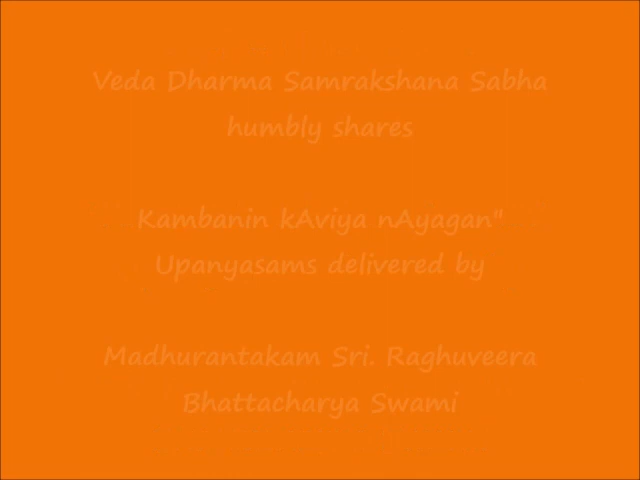 Veda Dharma Samrakshana Sabha
humbly shares
Kambanin kAviya nAyagan"
Upanyasams delivered by
Madhurantakam Sri. Raghuveera
Bhattacharya Swami